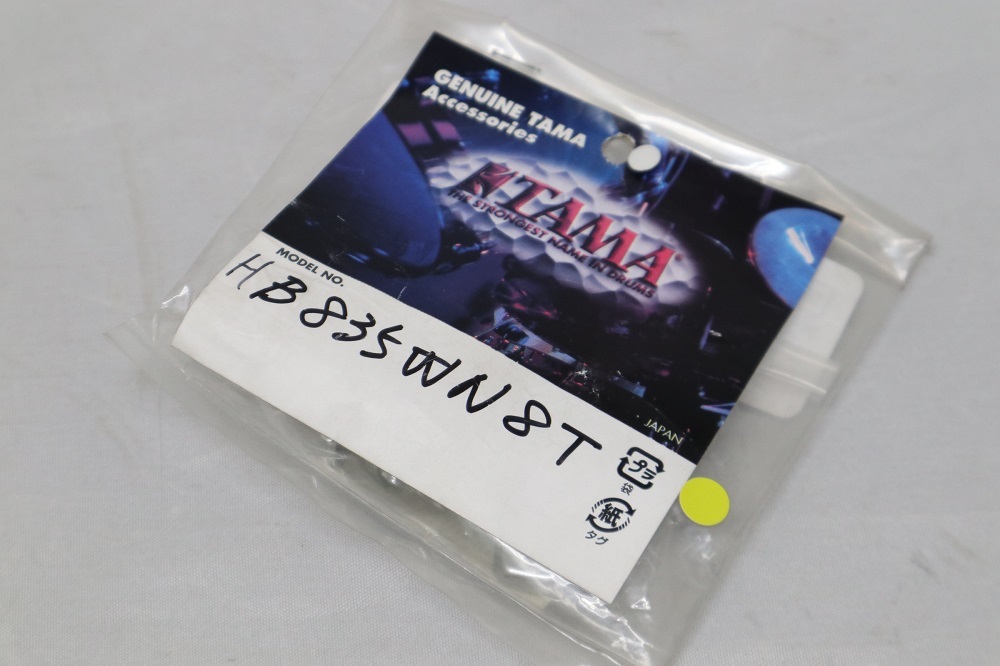 GENUINE TAMA
Accessories
TAMA
THE STRONGEST NAME IN DRUMS
MODEL NO.
HB835WN8T
JAPAN
プラ
袋
紙
タグ